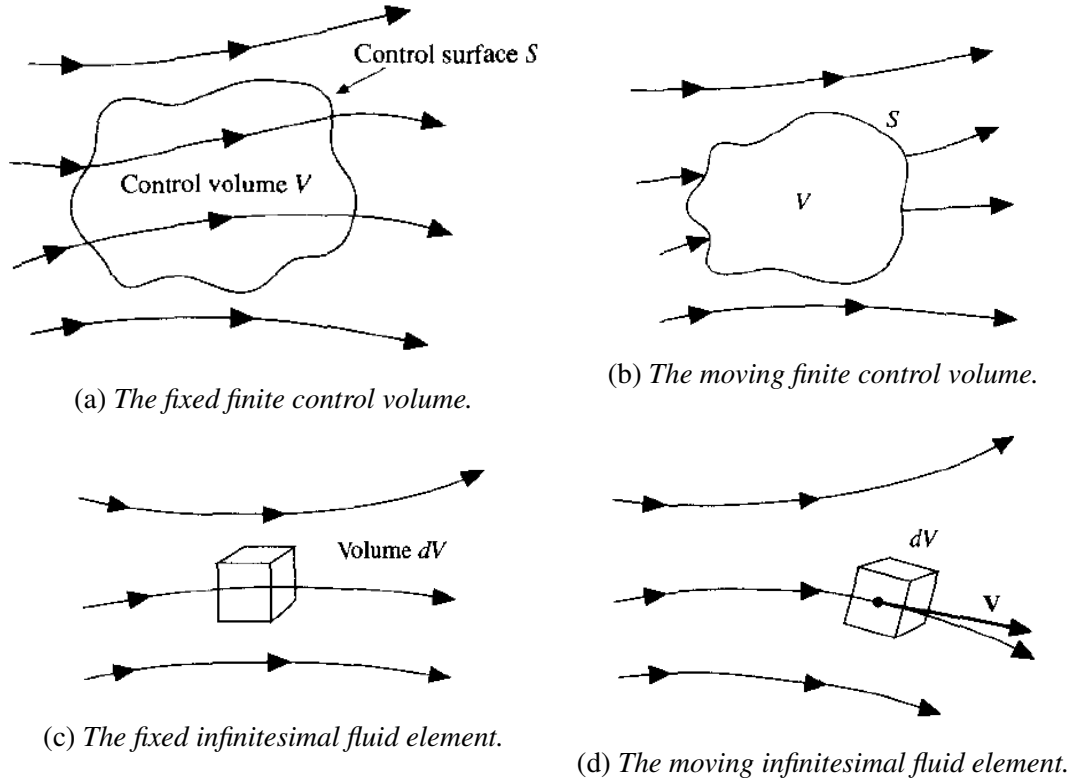 Control surface S
Control volume V
(a) The fixed finite control volume.
S
V
(b) The moving finite control volume.
Volume dV
(c) The fixed infinitesimal fluid element.
dV
V
(d) The moving infinitesimal fluid element.